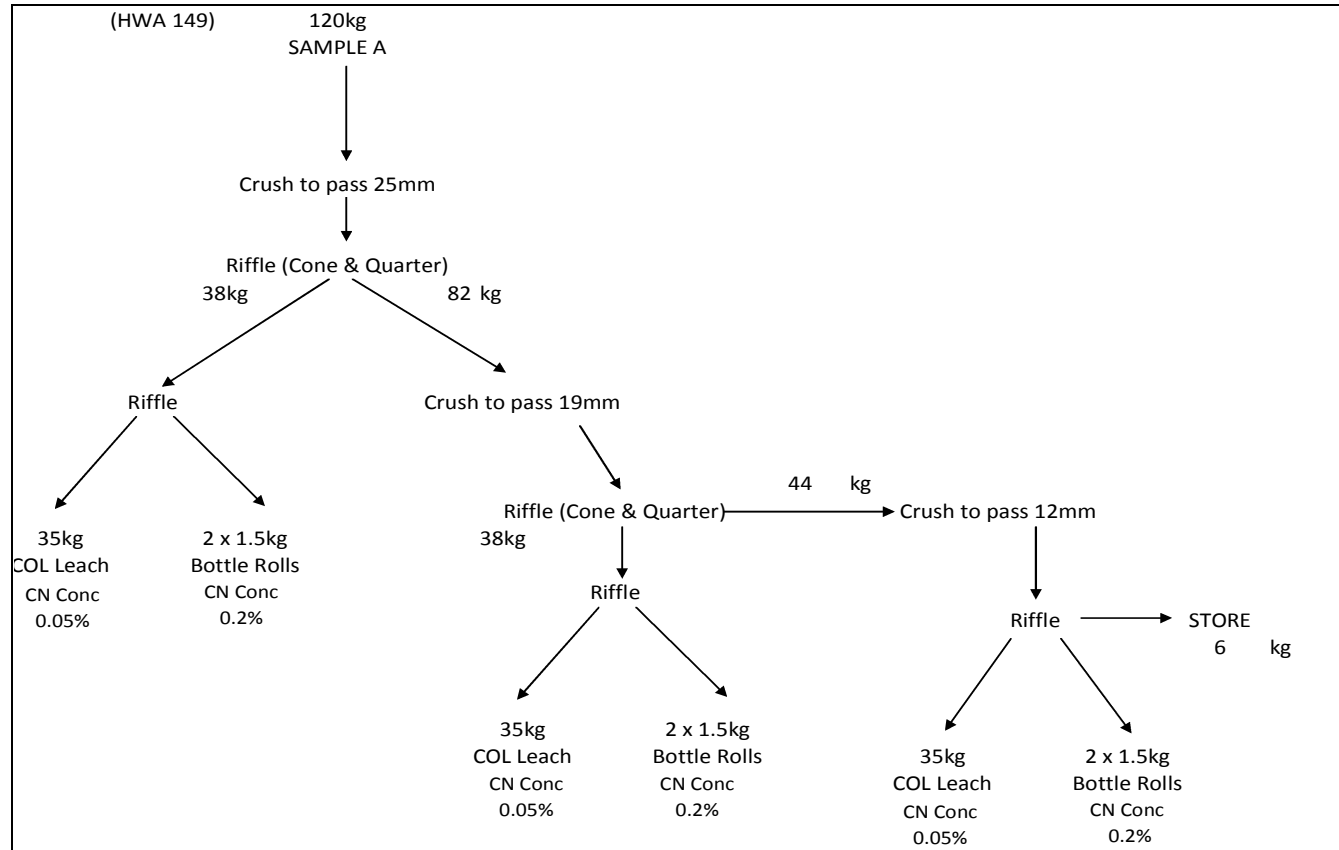 (HWA 149) 120kg
SAMPLE A
Crush to pass 25mm
Riffle (Cone & Quarter)
38kg 82 kg
Riffle
Crush to pass 19mm
35kg
COL Leach
CN Conc
0.05%
2 x 1.5kg
Bottle Rolls
CN Conc
0.2%
Riffle (Cone & Quarter)
38kg
44 kg
Crush to pass 12mm
Riffle
35kg
COL Leach
CN Conc
0.05%
2 x 1.5kg
Bottle Rolls
CN Conc
0.2%
Riffle
STORE
6 kg
35kg
COL Leach
CN Conc
0.05%
2 x 1.5kg
Bottle Rolls
CN Conc
0.2%